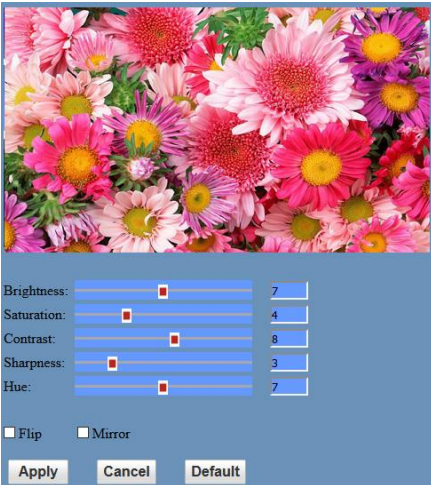 Brightness: 7
Saturation: 4
Contrast: 8
Sharpness: 3
Hue: 7
Flip Mirror
Apply Cancel Default